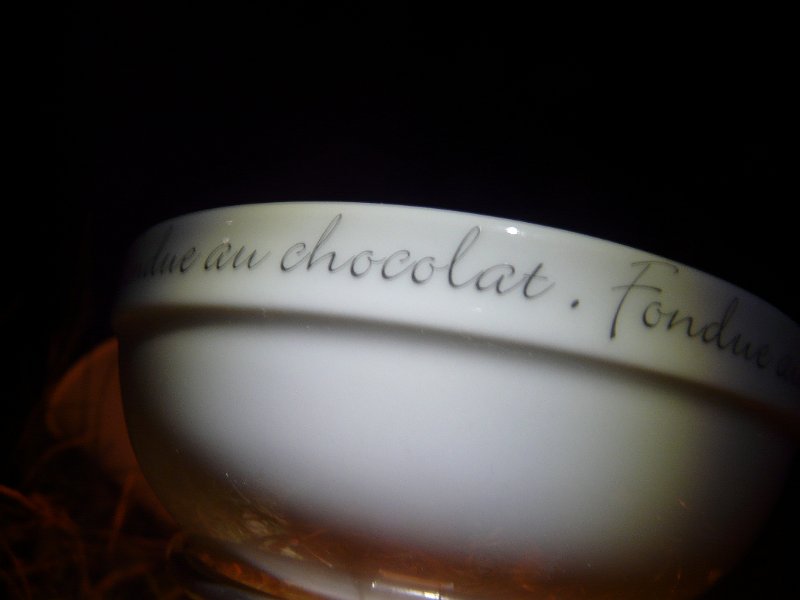 au chocolat . Fondue